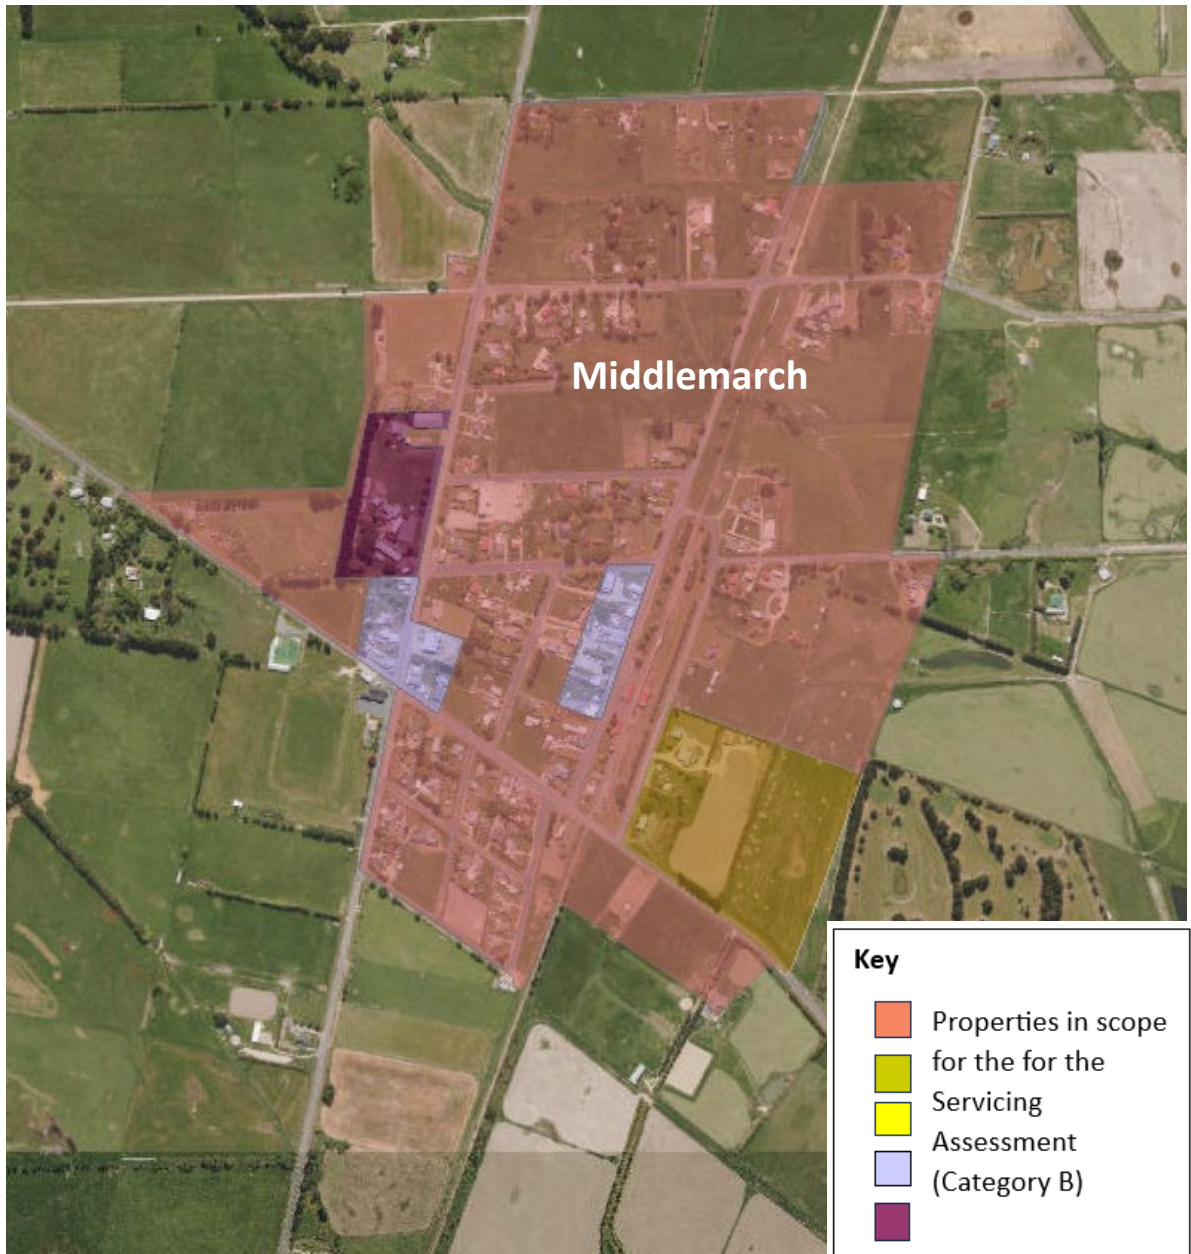 Middlemarch
Key
Properties in scope
for the for the
Servicing
Assessment
(Category B)